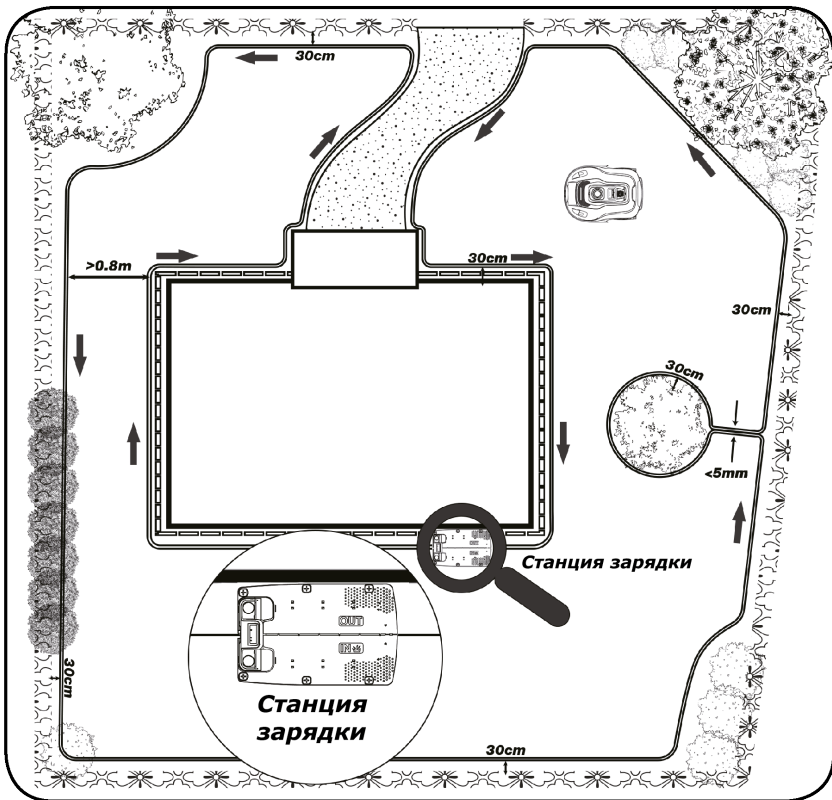 30cm
>0.8m
30cm
30cm
30cm
<5mm
Станция зарядки
OUT
IN
Станция
зарядки
30cm
30cm